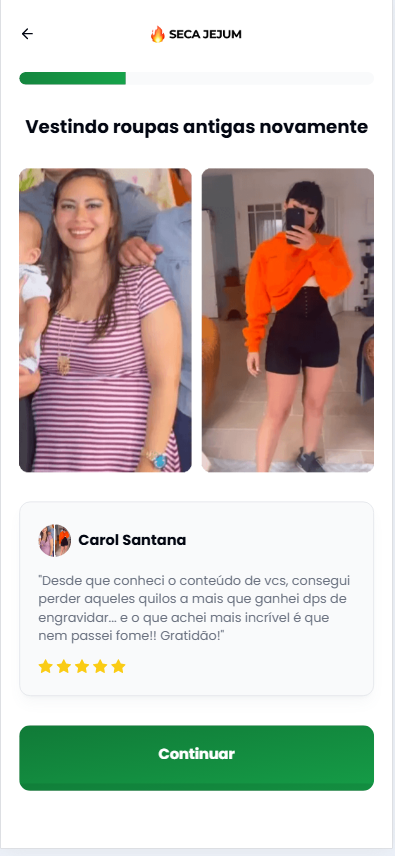 SECA JEJUM
Vestindo roupas antigas novamente
Carol Santana
"Desde que conheci o conteúdo de vcs, consegui
perder aqueles quilos a mais que ganhei dps de
engravidar... e o que achei mais incrível é que
nem passei fome!! Gratidão!"
Continuar